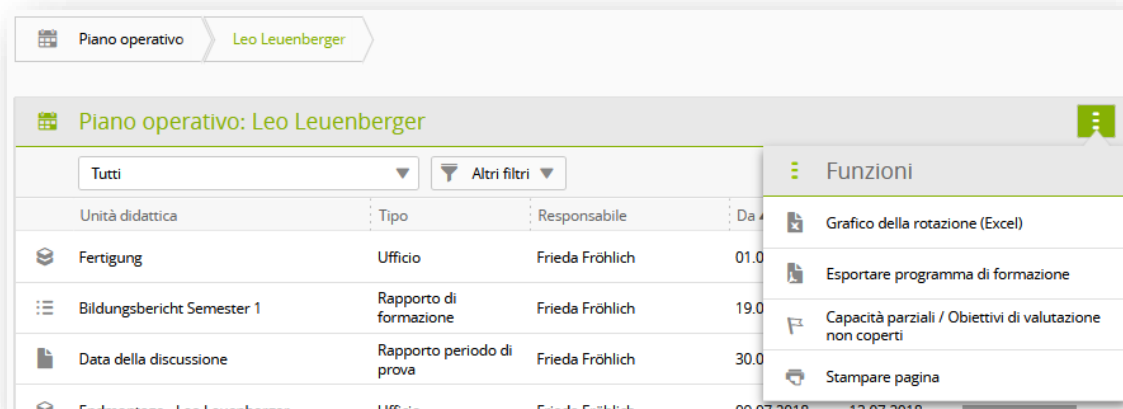 Piano operativo
Leo Leuenberger
Piano operativo: Leo Leuenberger
Tutti
Altri filtri
Funzioni
Unità didattica
Tipo
Responsabile
Da
Grafico della rotazione (Excel)
Fertigung
Ufficio
Frieda Fröhlich
01.0
Esportare programma di formazione
Bildungsbericht Semester 1
Rapporto di
formazione
Frieda Fröhlich
19.0
Capacità parziali / Obiettivi di valutazione
non coperti
Data della discussione
Rapporto periodo di
prova
Frieda Fröhlich
30.0
Stampare pagina